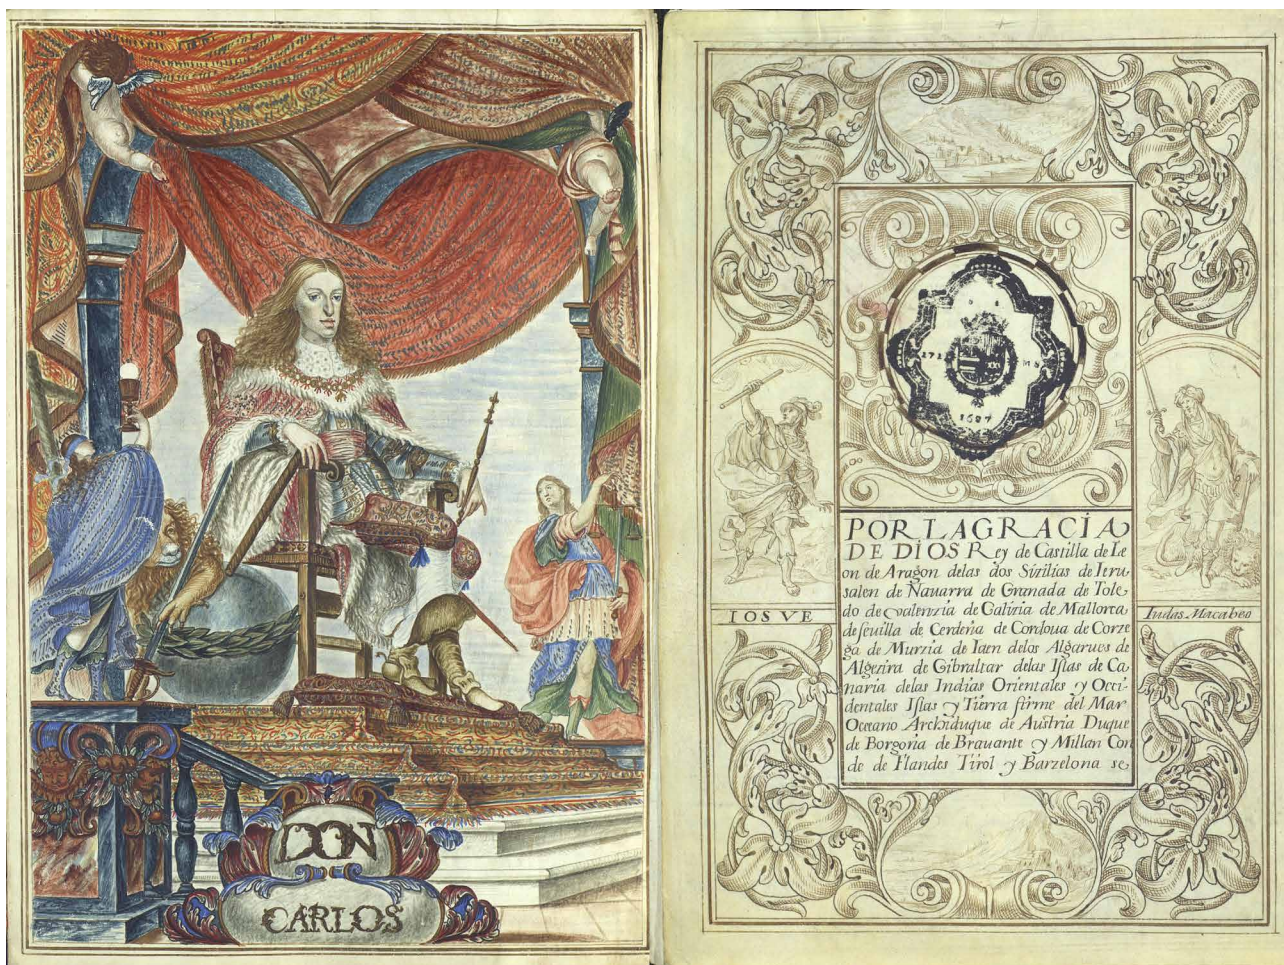 DON
CARLOS
1687
POR LA GRACIA
DE DIOS Rey de Castilla de Le
on de Aragon delas dos Sizilias de Ieru
salen de Nauarra de Granada de Tole
do de valenzia de Galizia de Mallorca
de seuilla de Cerdeña de Cordoua de Corze
ga de Murzia de Iaen delos Algarues de
Algezira de Gibraltar delas Islas de Ca
naria delas Indias Orientales y Occi
dentales Islas y Tierra firme del Mar
Oceano Archiduque de Austria Duque
de Borgoña de Brauante y Millan Con
de de Flandes Tirol y Barzelona se
IOSVE
Iudas Macabeo